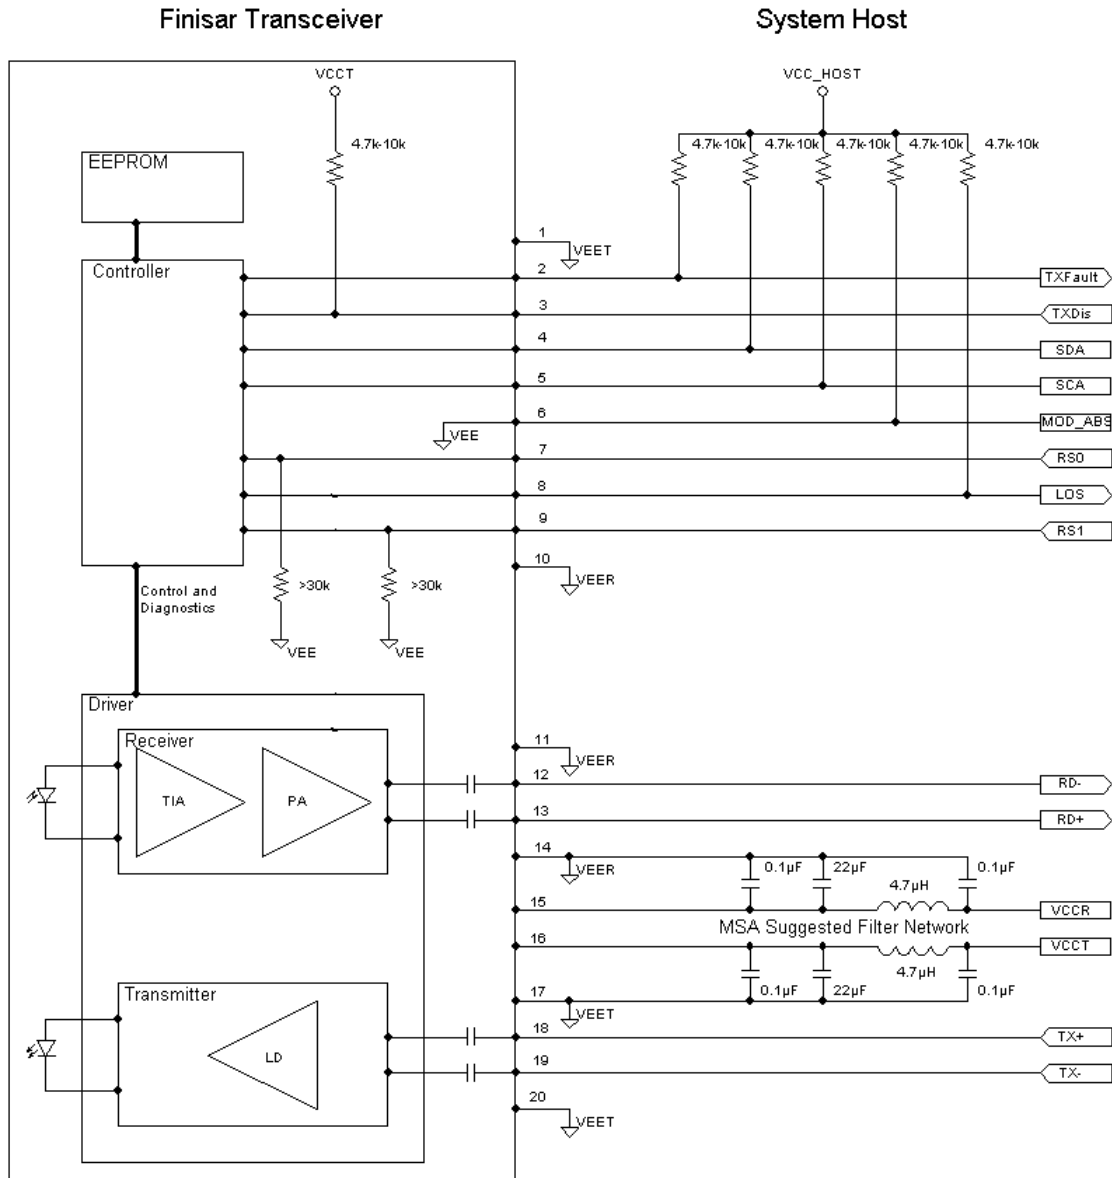 Finisar Transceiver
System Host
VCCT
VCC_HOST
4.7k-10k
4.7k-10k
4.7k-10k
4.7k-10k
4.7k-10k
4.7k-10k
EEPROM
1
VEET
Controller
2
TXFault
3
TXDis
4
SDA
5
SCA
6
VEE
MOD_ABS
7
RS0
8
LOS
9
RS1
10
VEER
Control and
Diagnostics
>30k
>30k
VEE
VEE
Driver
Receiver
TIA
PA
11
VEER
12
RD-
13
RD+
14
VEER
0.1µF
22µF
4.7µH
0.1µF
15
VCCR
MSA Suggested Filter Network
16
VCCT
4.7µH
0.1µF
22µF
0.1µF
17
VEET
Transmitter
LD
18
TX+
19
TX-
20
VEET